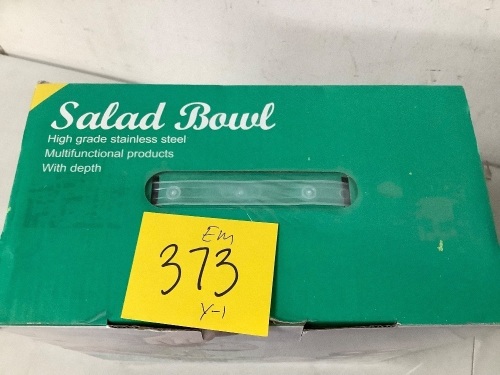 Salad Bowl
High grade stainless steel
Multifunctional products
With depth
Em
373
Y-1